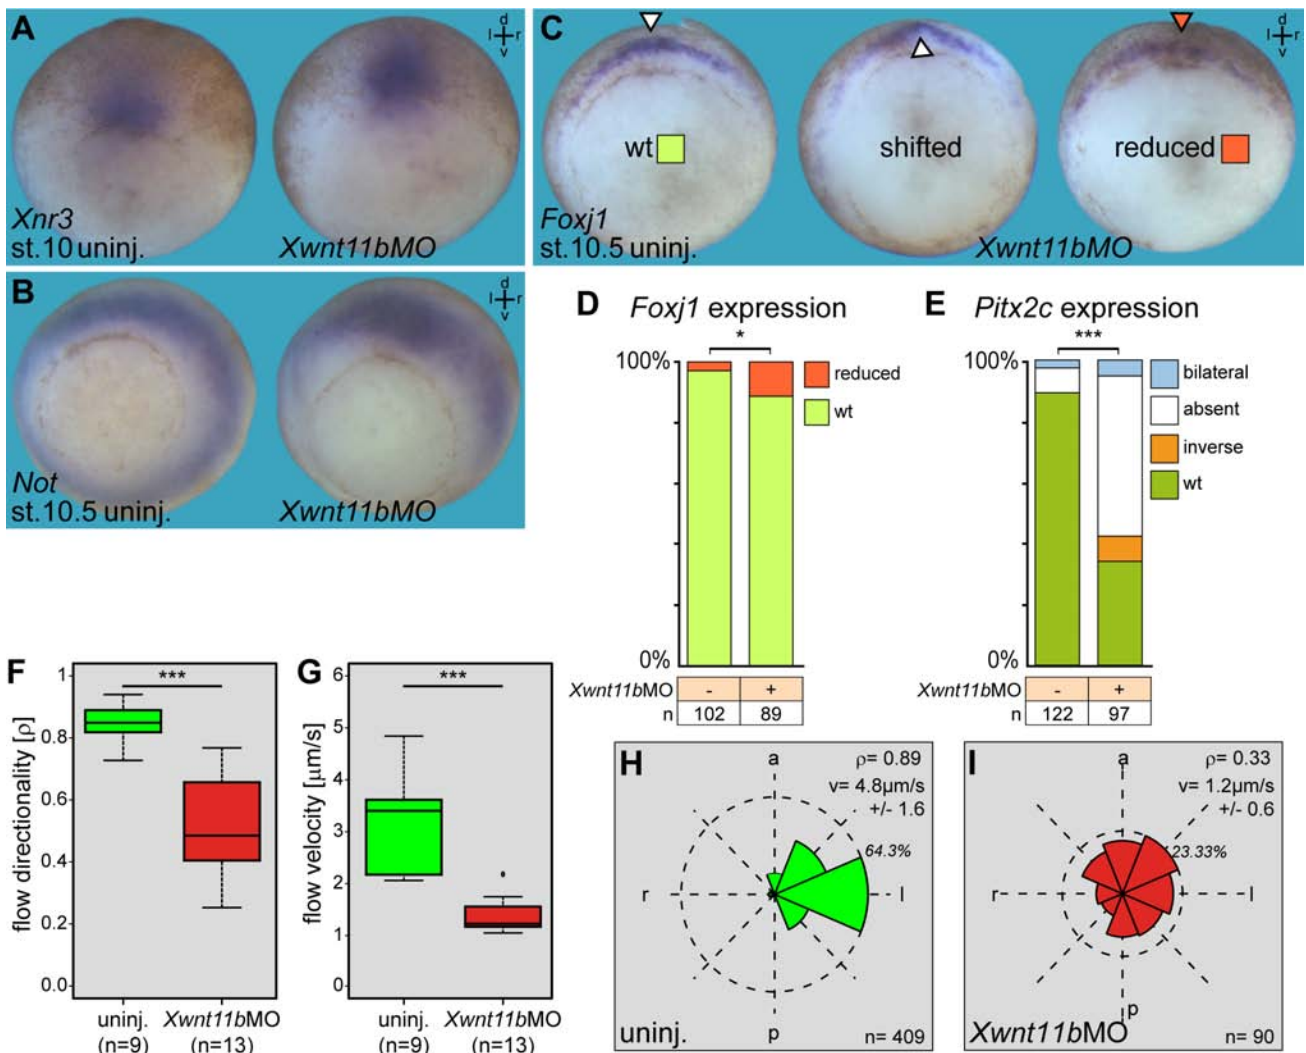 A
d
l r
v
Xnr3
st.10 uninj.
Xwnt11bMO
B
d
l r
v
Not
st.10.5 uninj.
Xwnt11bMO
C
d
l r
v
wt
shifted
reduced
Foxj1
st.10.5 uninj.
Xwnt11bMO
D Foxj1 expression
*
100%
0%
reduced
wt
Xwnt11bMO - +
n 102 89
E Pitx2c expression
***
100%
0%
bilateral
absent
inverse
wt
Xwnt11bMO - +
n 122 97
F
***
flow directionality [ρ]
1
0.8
0.6
0.4
0.2
0.0
uninj. Xwnt11bMO
(n=9) (n=13)
G
***
flow velocity [µm/s]
6
5
4
3
2
1
0
uninj. Xwnt11bMO
(n=9) (n=13)
H
a
ρ= 0.89
v= 4.8µm/s
+/- 1.6
64.3%
r
l
p
uninj.
n= 409
I
a
ρ= 0.33
v= 1.2µm/s
+/- 0.6
23.33%
r
l
p
Xwnt11bMO
n= 90